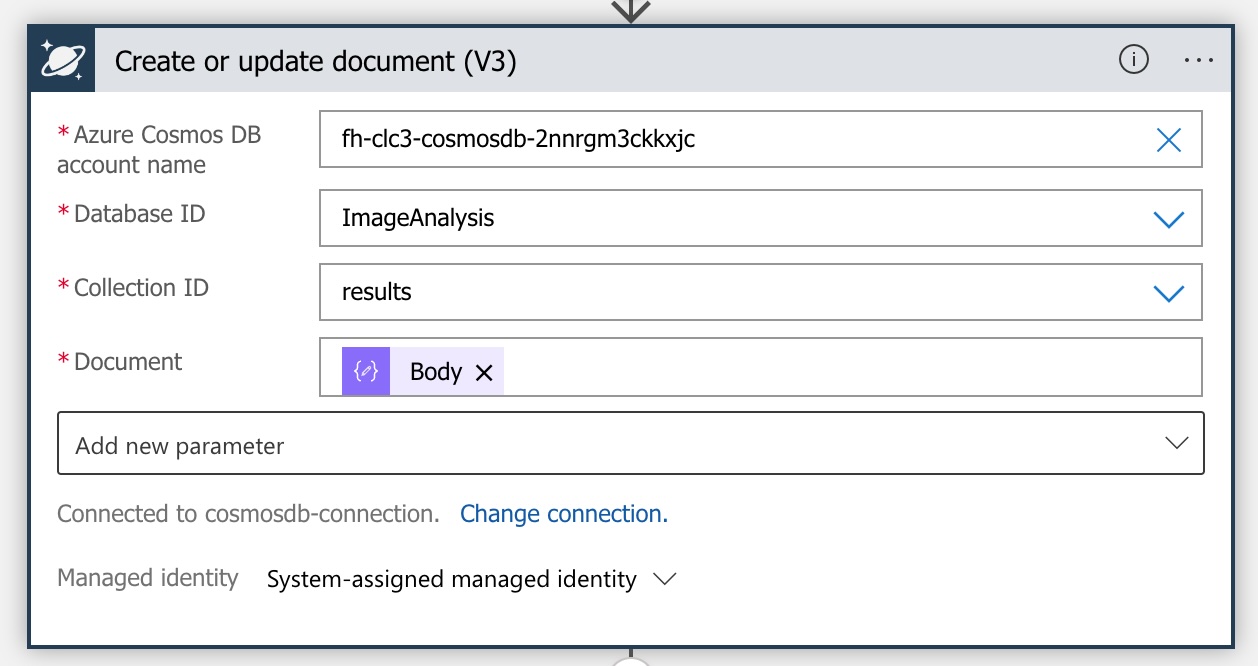 Create or update document (V3)
* Azure Cosmos DB
account name
fh-clc3-cosmosdb-2nnrgm3ckkxjc
* Database ID
ImageAnalysis
* Collection ID
results
* Document
Body
Add new parameter
Connected to cosmosdb-connection. Change connection.
Managed identity System-assigned managed identity